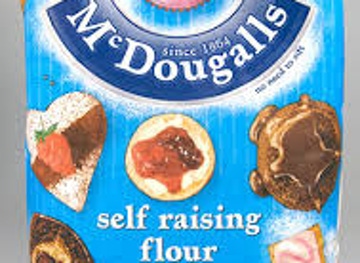 McDougalls
since 1864
no need to sift
self raising
flour